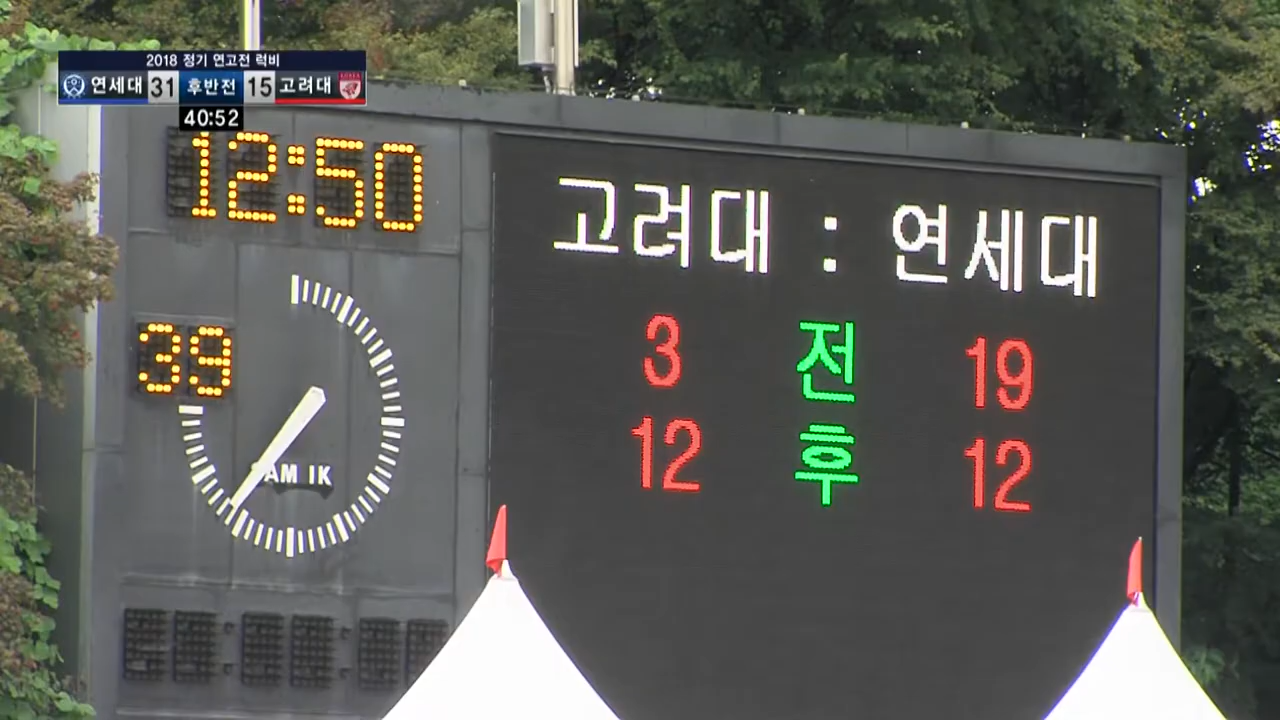 2018 정기 연고전 럭비
연세대 31 후반전 15 고려대
40:52
12:50
39
AM IK
고려대 : 연세대
3 전 19
12 후 12